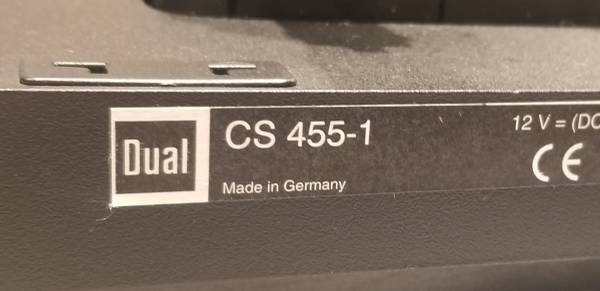 Dual
CS 455-1
Made in Germany
12 V = (DC
CE